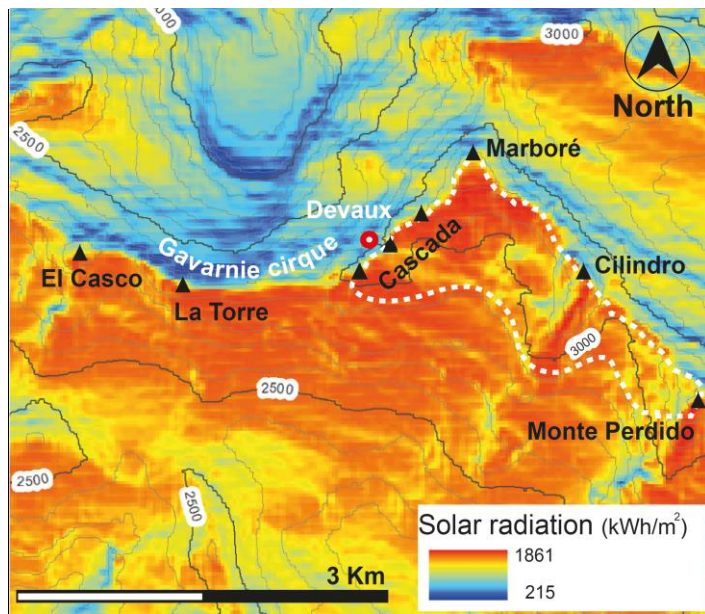 3000
North
2500
Marboré
Devaux
Gavarnie cirque
Cascada
El Casco
La Torre
Cilindro
3000
2500
Monte Perdido
2500
2500
Solar radiation (kWh/m²)
1861
215
3 Km